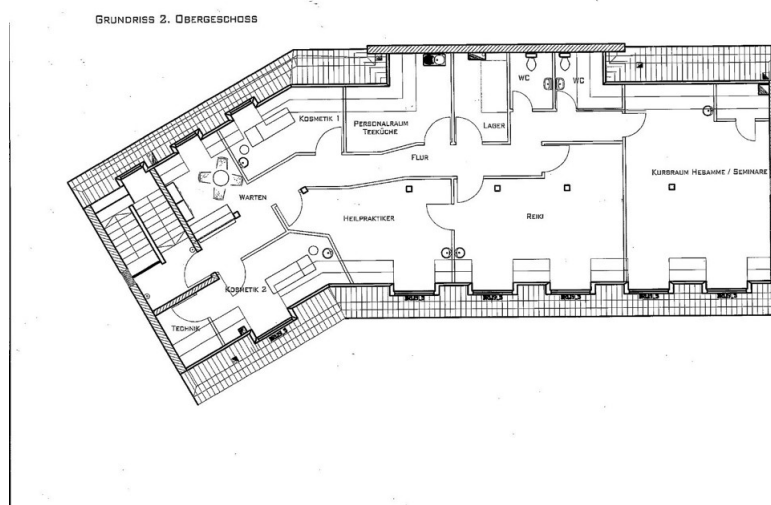 GRUNDRISS 2. OBERGESCHOSS
WC
WC
KOSMETIK 1
PERSONALRAUM
TEEKÜCHE
LAGER
FLUR
KURSRAUM HEBAMME / SEMINARE
WARTEN
HEILPRAKTIKER
REIKI
KOSMETIK 2
TECHNIK